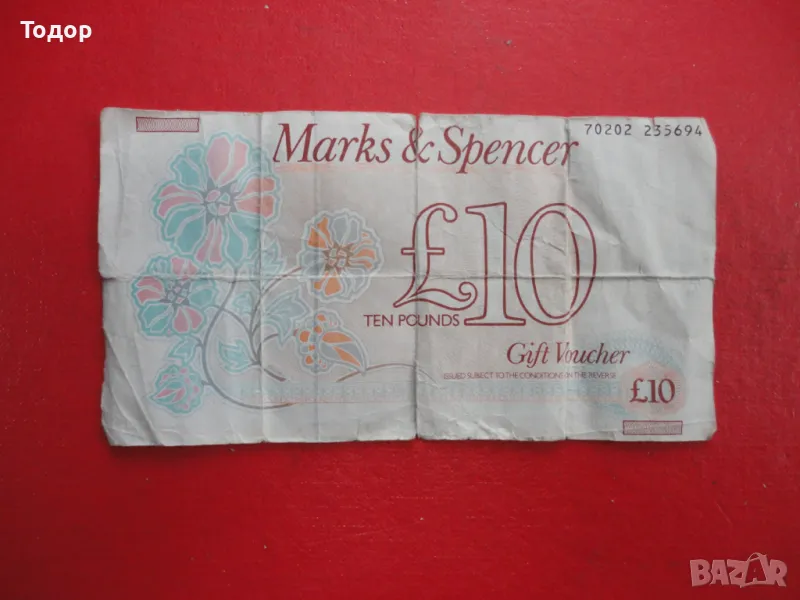 Тодор
70202 235694
Marks & Spencer
£10
TEN POUNDS
Gift Voucher
ISSUED SUBJECT TO THE CONDITIONS ON THE REVERSE
£10
BAZAR